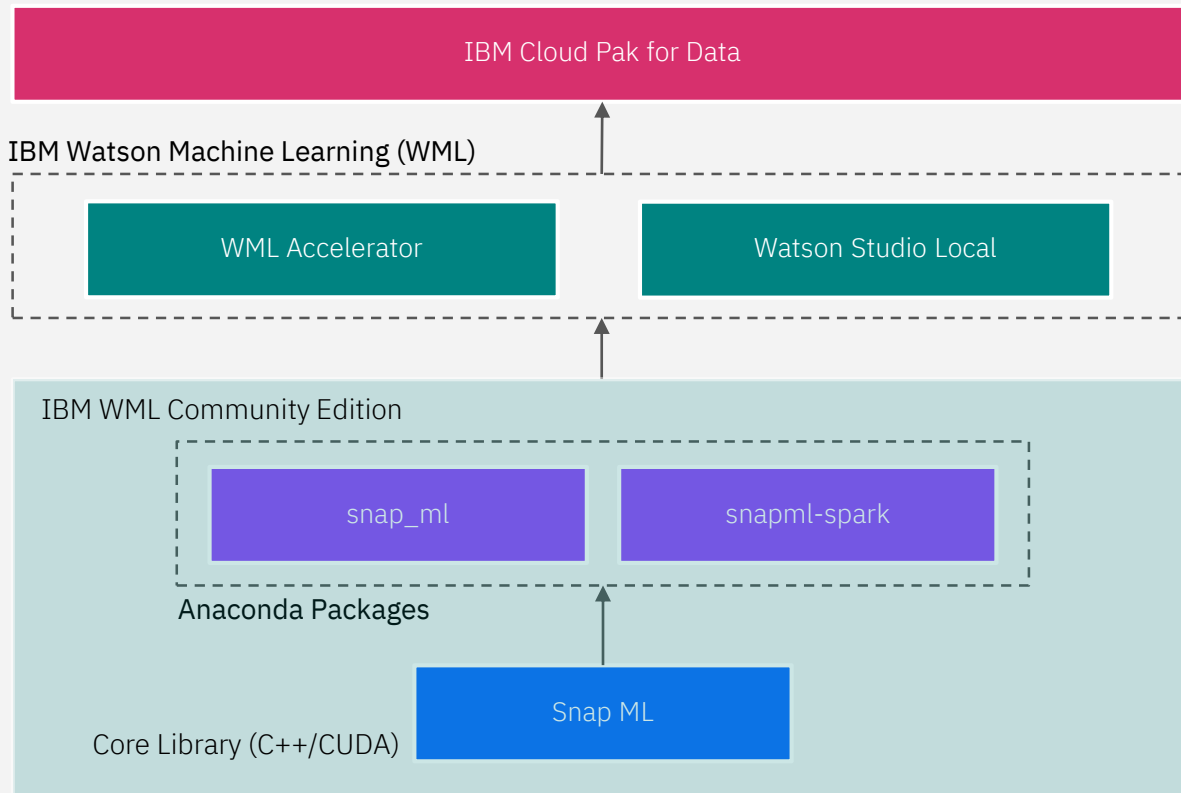 IBM Cloud Pak for Data
IBM Watson Machine Learning (WML)
WML Accelerator
Watson Studio Local
IBM WML Community Edition
snap_ml
snapml-spark
Anaconda Packages
Snap ML
Core Library (C++/CUDA)